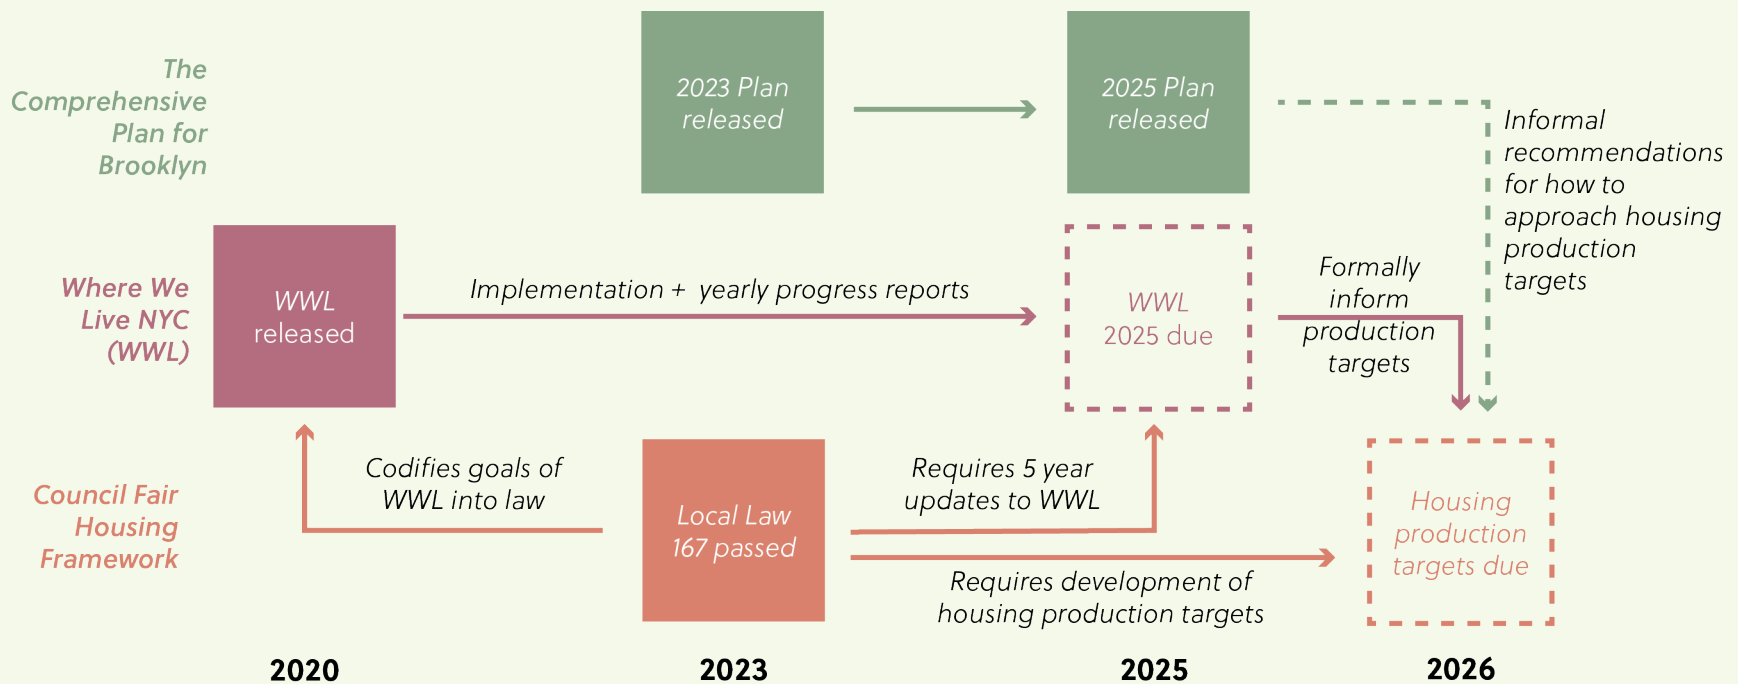 The
Comprehensive
Plan for
Brooklyn
2023 Plan
released
2025 Plan
released
Informal
recommendations
for how to
approach housing
production
targets
Where We
Live NYC
(WWL)
WWL
released
Implementation + yearly progress reports
WWL
2025 due
Formally
inform
production
targets
Council Fair
Housing
Framework
Codifies goals of
WWL into law
Local Law
167 passed
Requires 5 year
updates to WWL
Requires development of
housing production targets
Housing
production
targets due
2020
2023
2025
2026